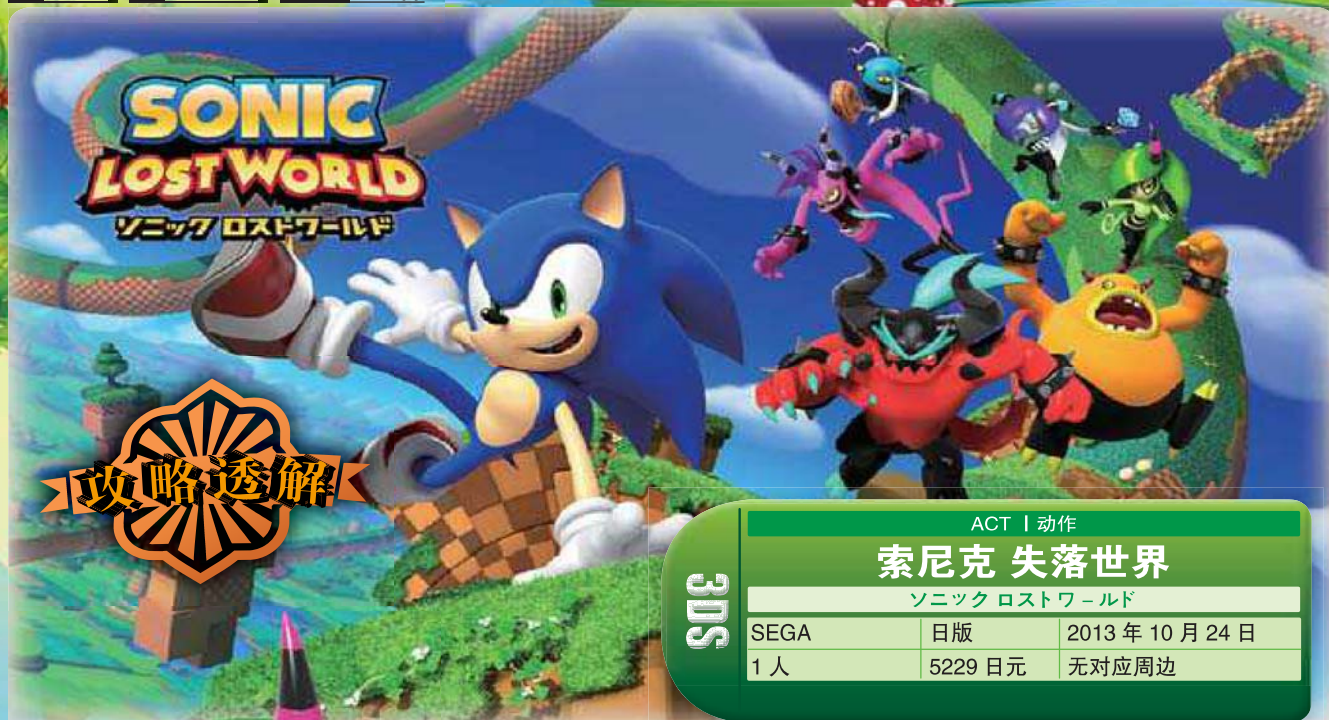 SONIC
LOST WORLD
ソニック ロストワールド
攻略透解
3DS
ACT | 动作
索尼克 失落世界
ソニック ロストワールド
SEGA 日版 2013 年 10 月 24 日
1 人 5229 日元 无对应周边